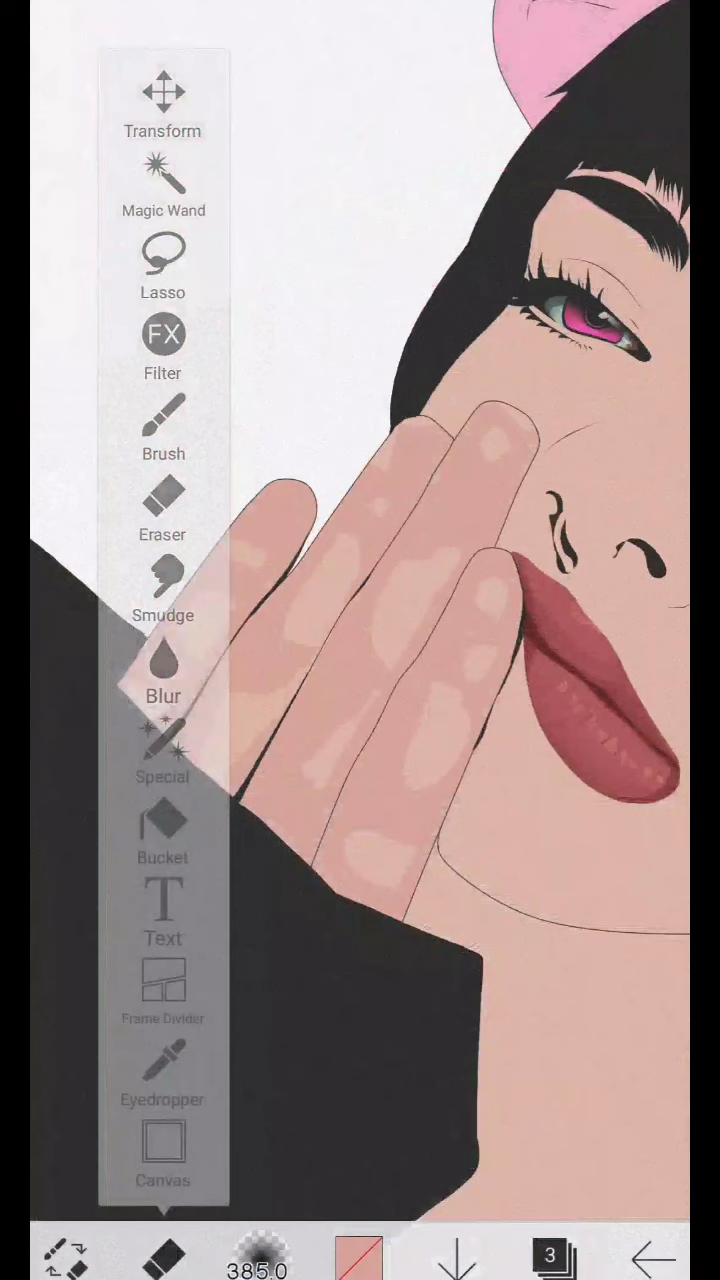 Transform
Magic Wand
Lasso
FX
Filter
Brush
Eraser
Smudge
Blur
Special
Bucket
T
Text
Frame Divider
Eyedropper
Canvas
385.0
3